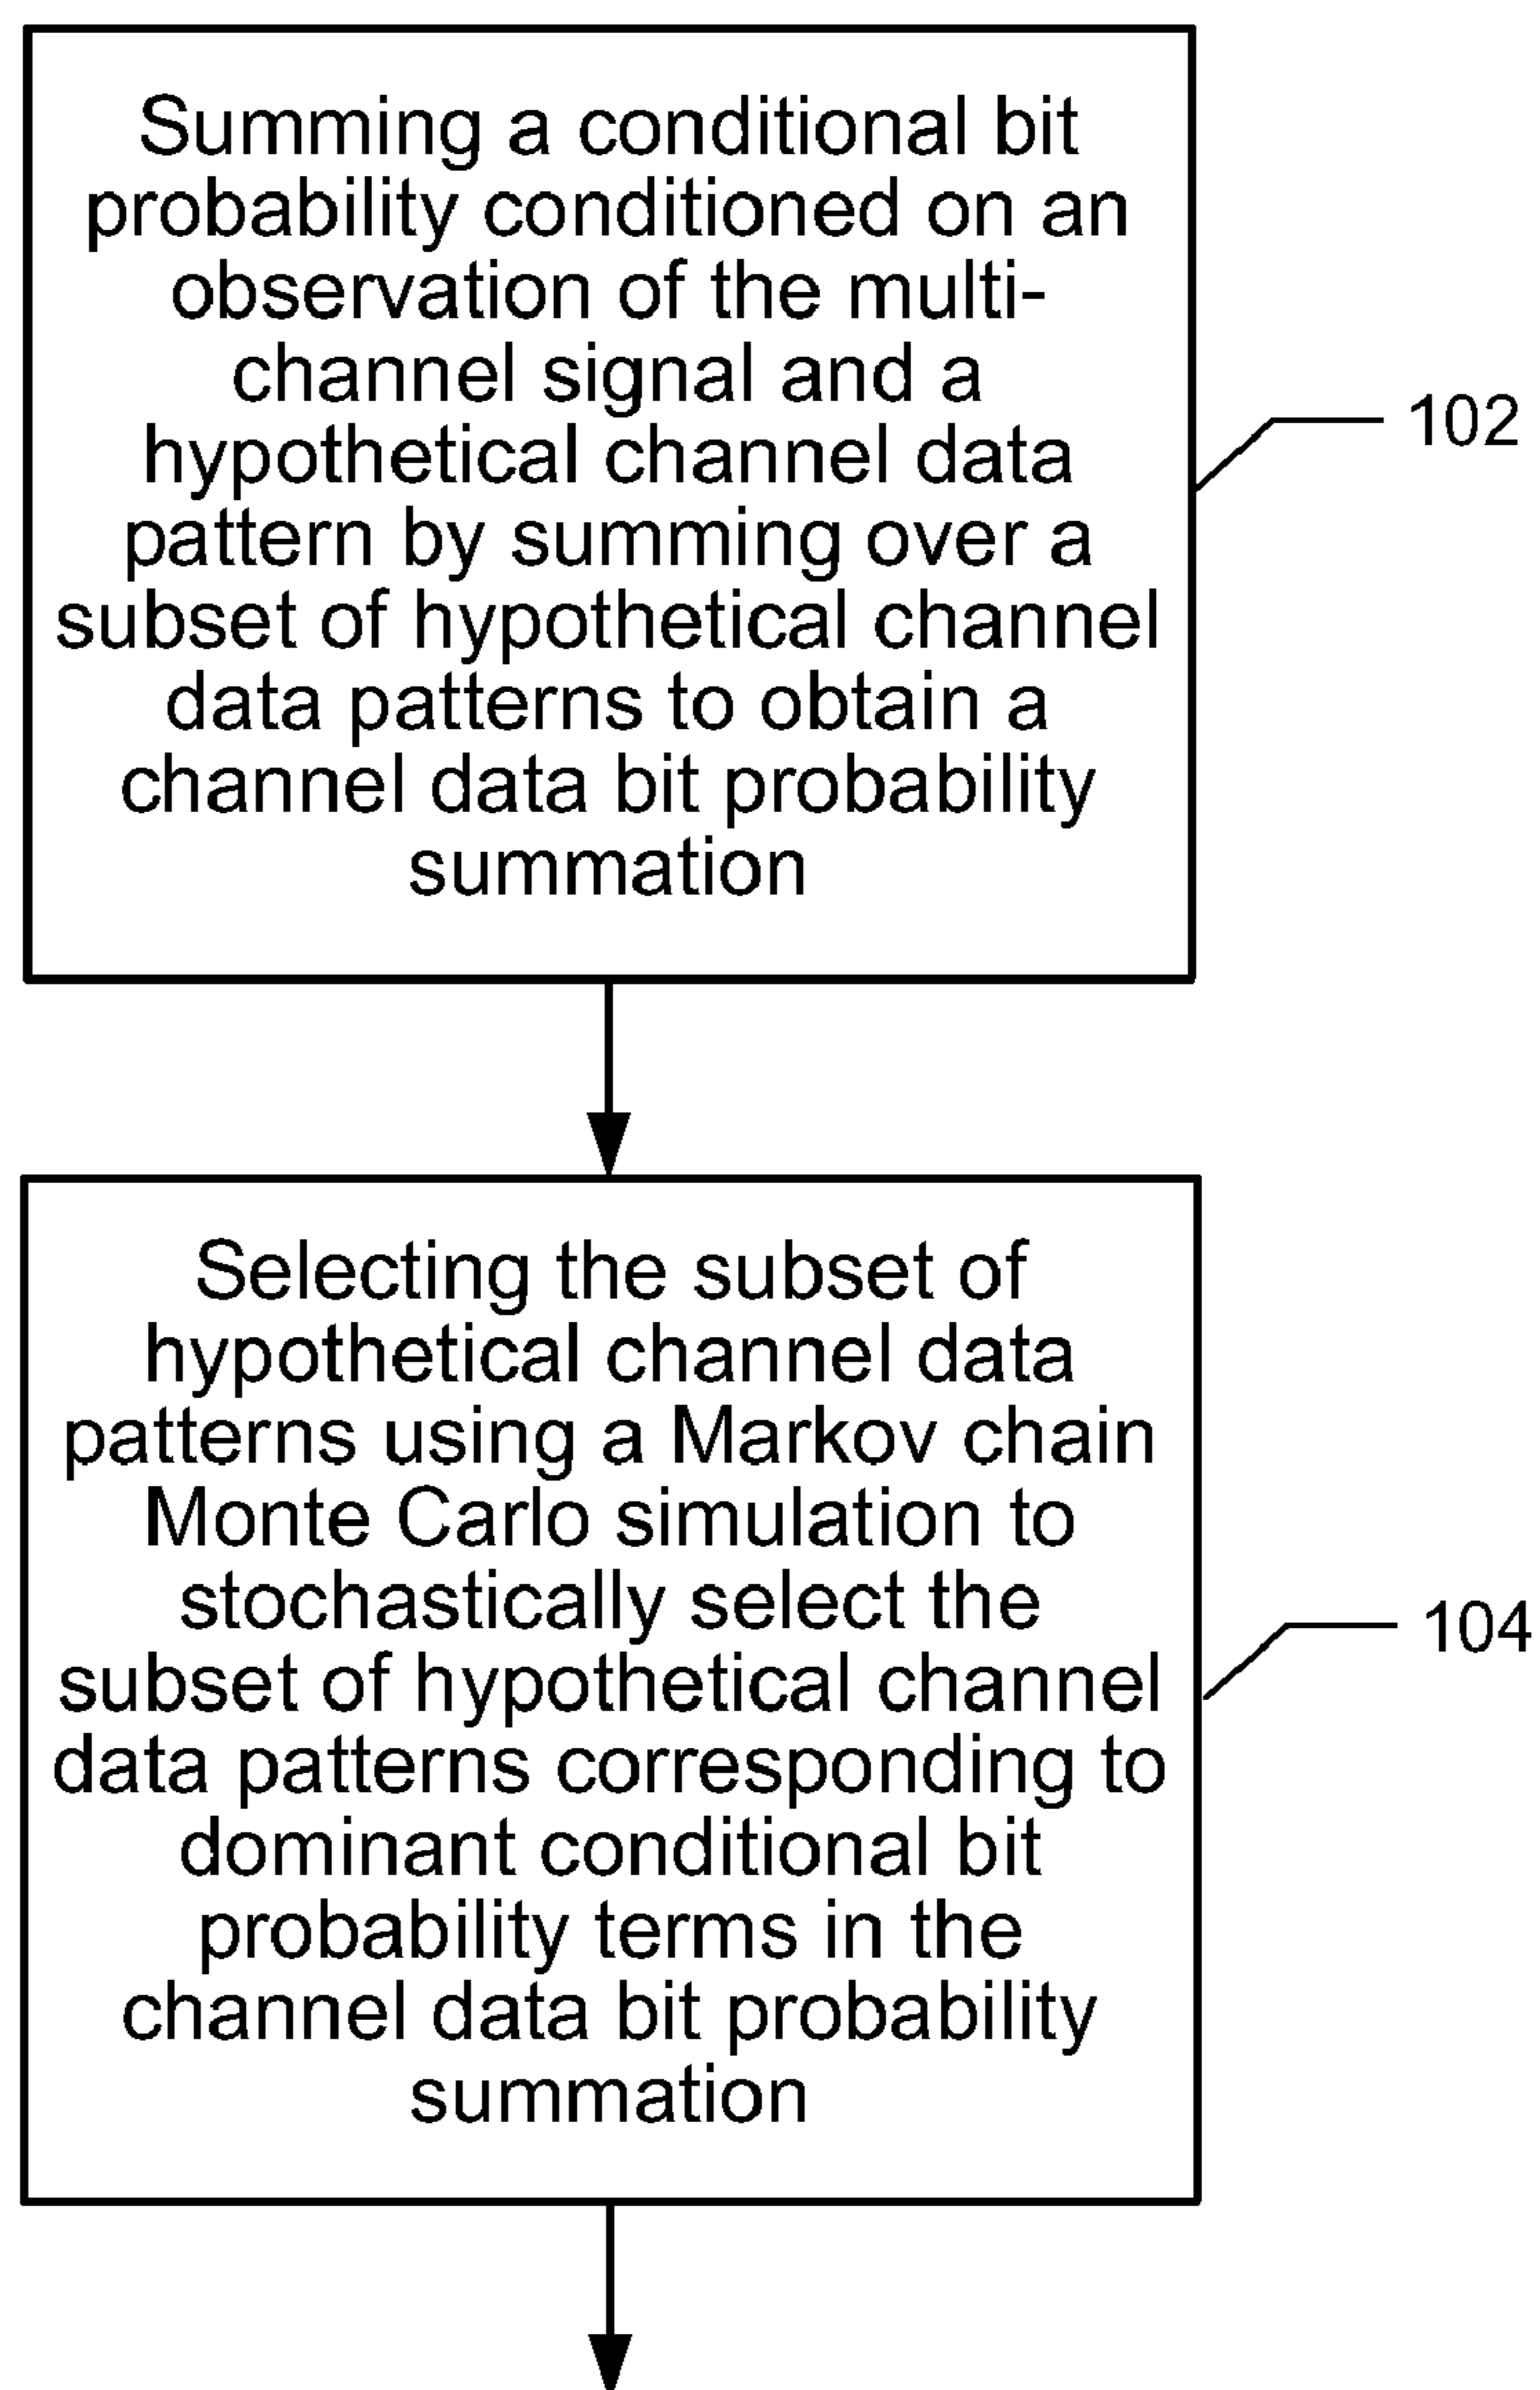 Summing a conditional bit
probability conditioned on an
observation of the multi-
channel signal and a
hypothetical channel data
pattern by summing over a
subset of hypothetical channel
data patterns to obtain a
channel data bit probability
summation
102
Selecting the subset of
hypothetical channel data
patterns using a Markov chain
Monte Carlo simulation to
stochastically select the
subset of hypothetical channel
data patterns corresponding to
dominant conditional bit
probability terms in the
channel data bit probability
summation
104